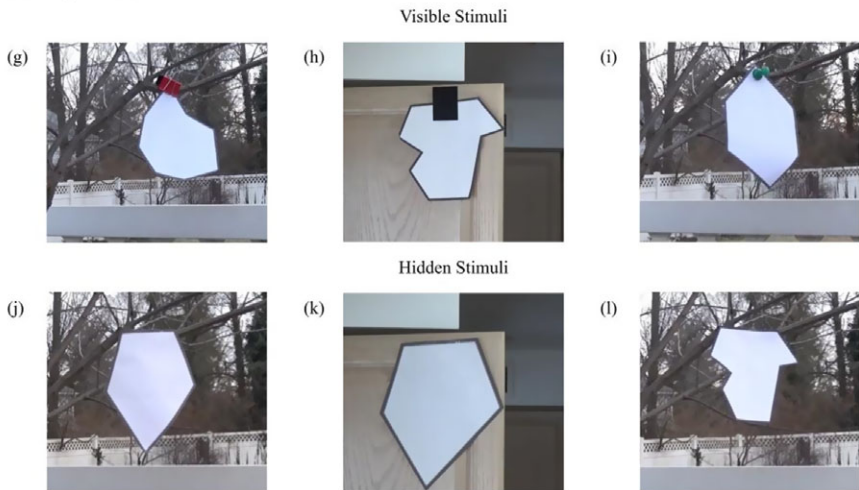 Visible Stimuli
(g)
(h)
(i)
Hidden Stimuli
(j)
(k)
(l)